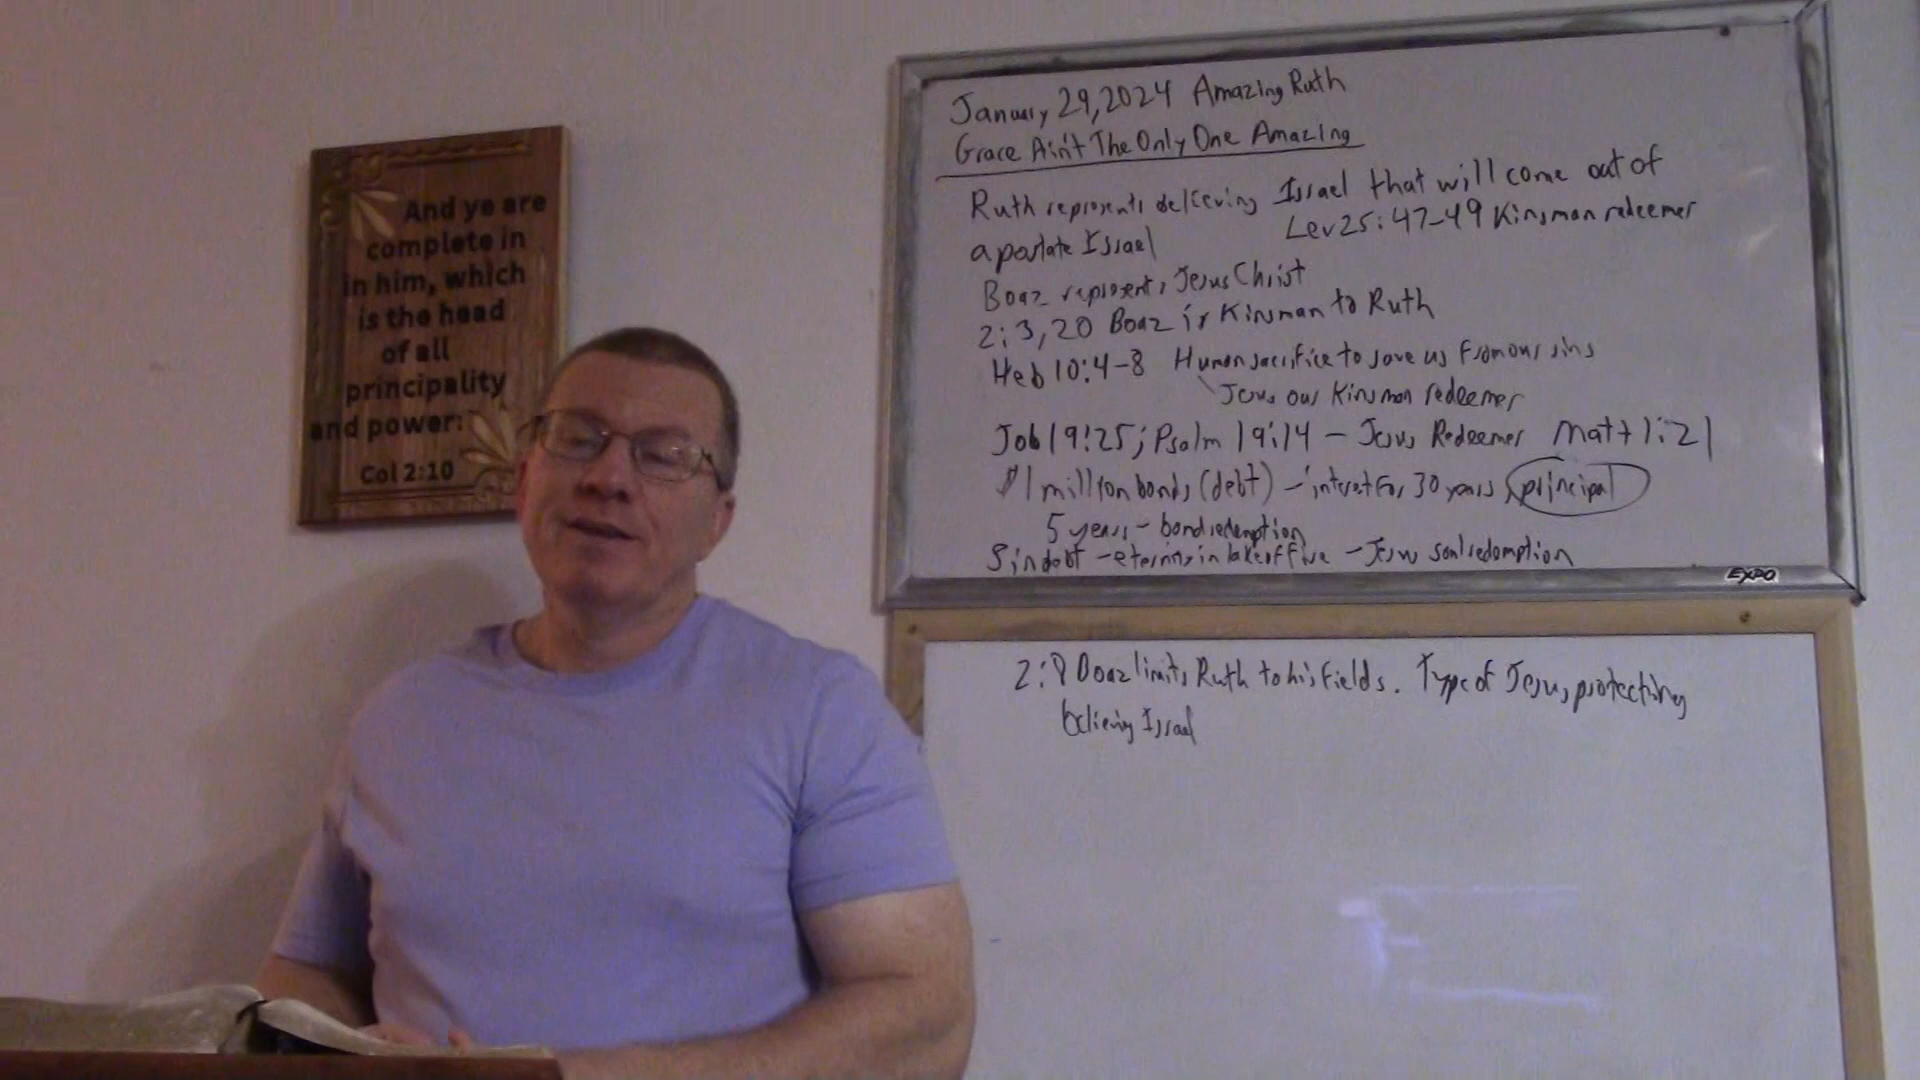 And ye are
complete in
in him, which
is the head
of all
principality
and power:
Col 2:10
January 29, 2024 Amazing Ruth
Grace Ain't The Only One Amazing
Ruth represents believing Israel that will come out of
apostate Israel
Lev 25:47-49 Kinsman redeemer
Boaz represents Jesus Christ
2:3,20 Boaz is Kinsman to Ruth
Heb 10:4-8 Human sacrifice to save us from our sins
Jesus our Kinsman redeemer
Job 19:25; Psalm 19:14 - Jesus Redeemer Matt 1:21
$1 million bonds (debt) - interest for 30 years, principal
5 years - bond redemption
Sin debt - eternity in lake of fire - Jesus soul redemption
EXPO
2:8 Boaz limits Ruth to his fields. Type of Jesus protecting
believing Israel